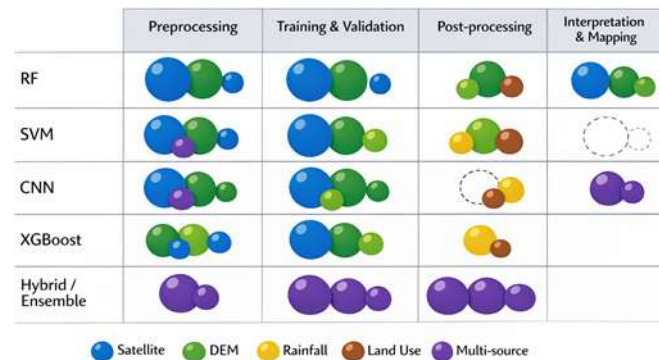 Preprocessing
Training & Validation
Post-processing
Interpretation
& Mapping
RF
SVM
CNN
XGBoost
Hybrid /
Ensemble
Satellite
DEM
Rainfall
Land Use
Multi-source